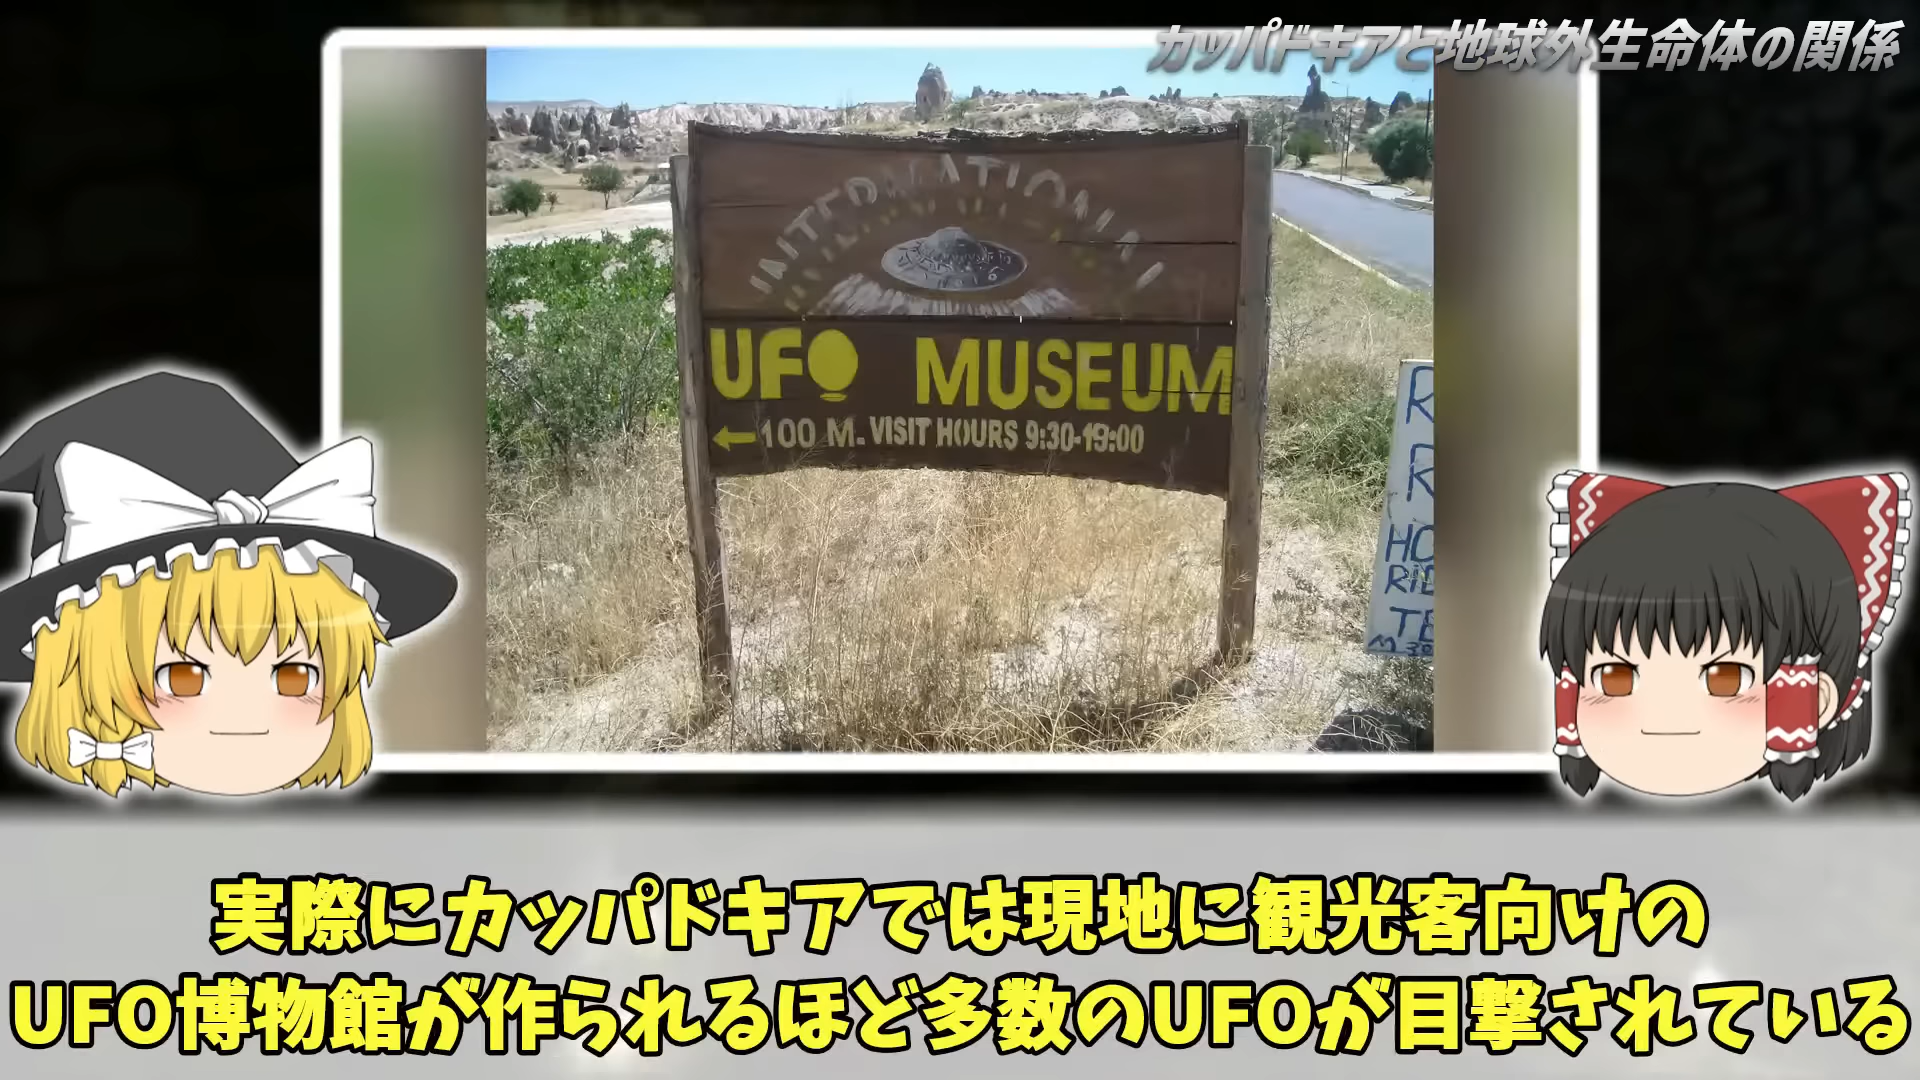 カッパドキアと地球外生命体の関係
INTERNATIONAL
UFO MUSEUM
100 M. VISIT HOURS 9:30-19:00
実際にカッパドキアでは現地に観光客向けの
UFO博物館が作られるほど多数のUFOが目撃されている